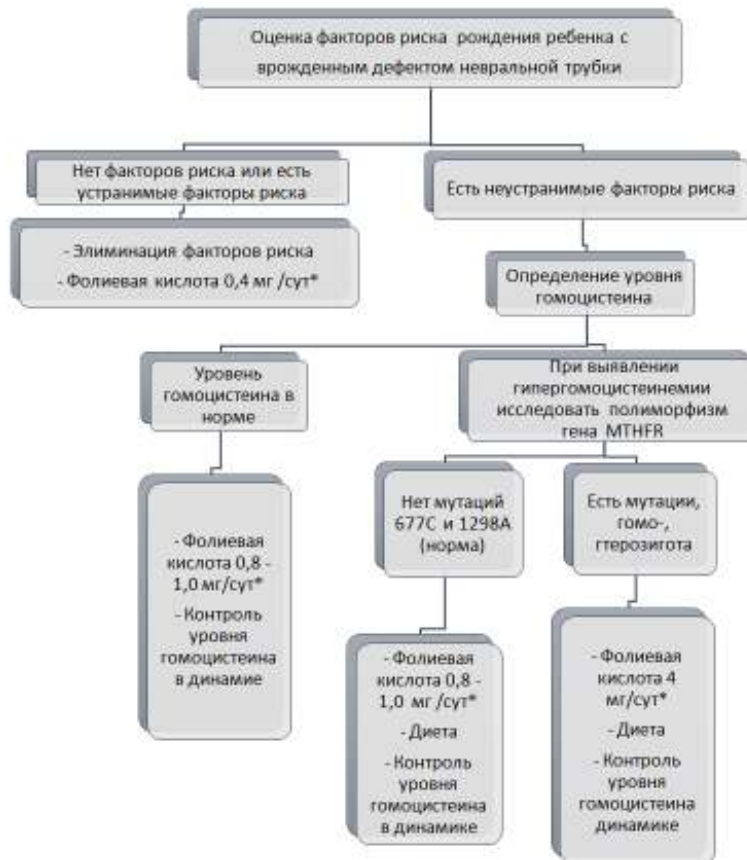 Оценка факторов риска рождения ребенка с
врожденным дефектом невральной трубки
Нет факторов риска или есть
устранимые факторы риска
Есть неустранимые факторы риска
- Элиминация факторов риска
- Фолиевая кислота 0,4 мг /сут*
Определение уровня
гомоцистеина
Уровень
гомоцистеина в
норме
При выявлении
гипергомоцистеинемии
исследовать полиморфизм
гена MTHFR
- Фолиевая
кислота 0,8 -
1,0 мг/сут*
- Контроль
уровня
гомоцистеина
в динамие
Нет мутаций
677С и 1298А
(норма)
Есть мутации,
гомо-,
гтерозигота
- Фолиевая
кислота 0,8 -
1,0 мг /сут*
- Диета
- Контроль
уровня
гомоцистеина
в динамике
- Фолиевая
кислота 4
мг/сут*
- Диета
- Контроль
уровня
гомоцистеина
динамике